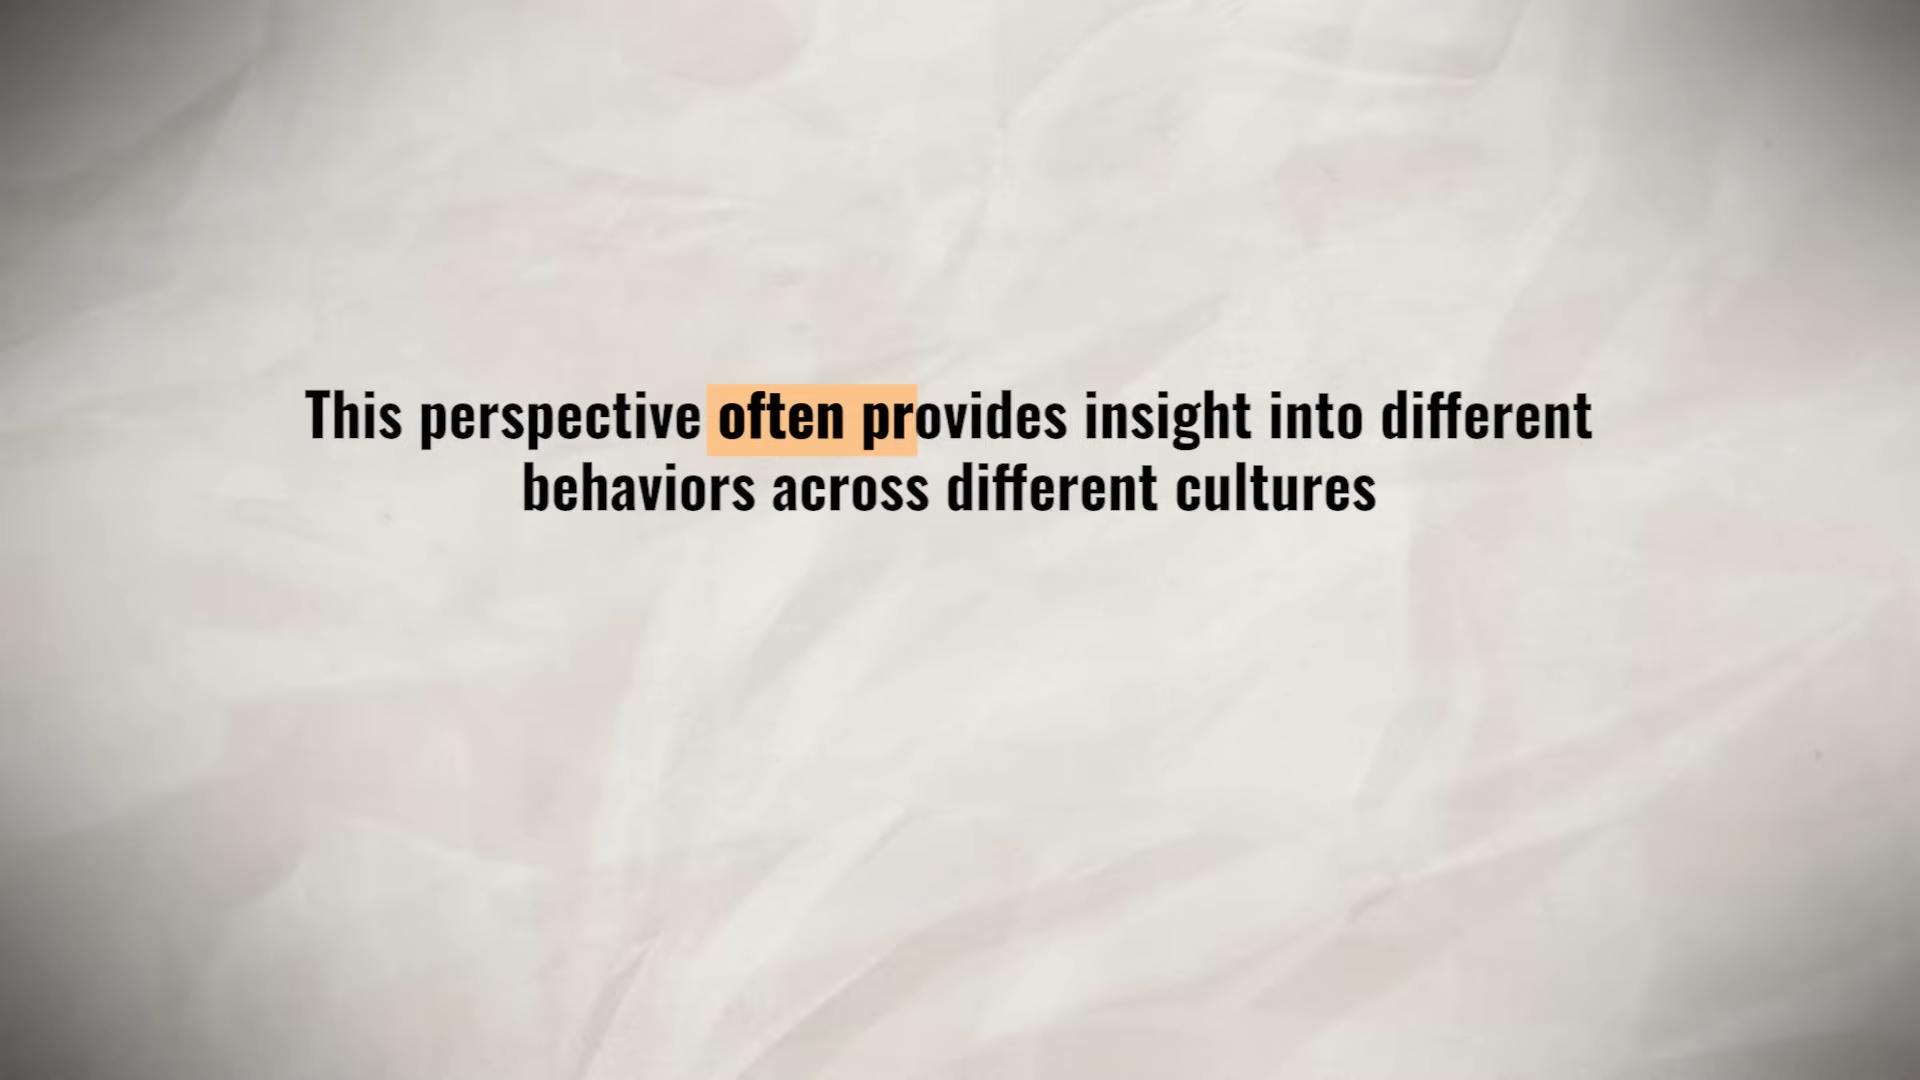 This perspective often provides insight into different
behaviors across different cultures